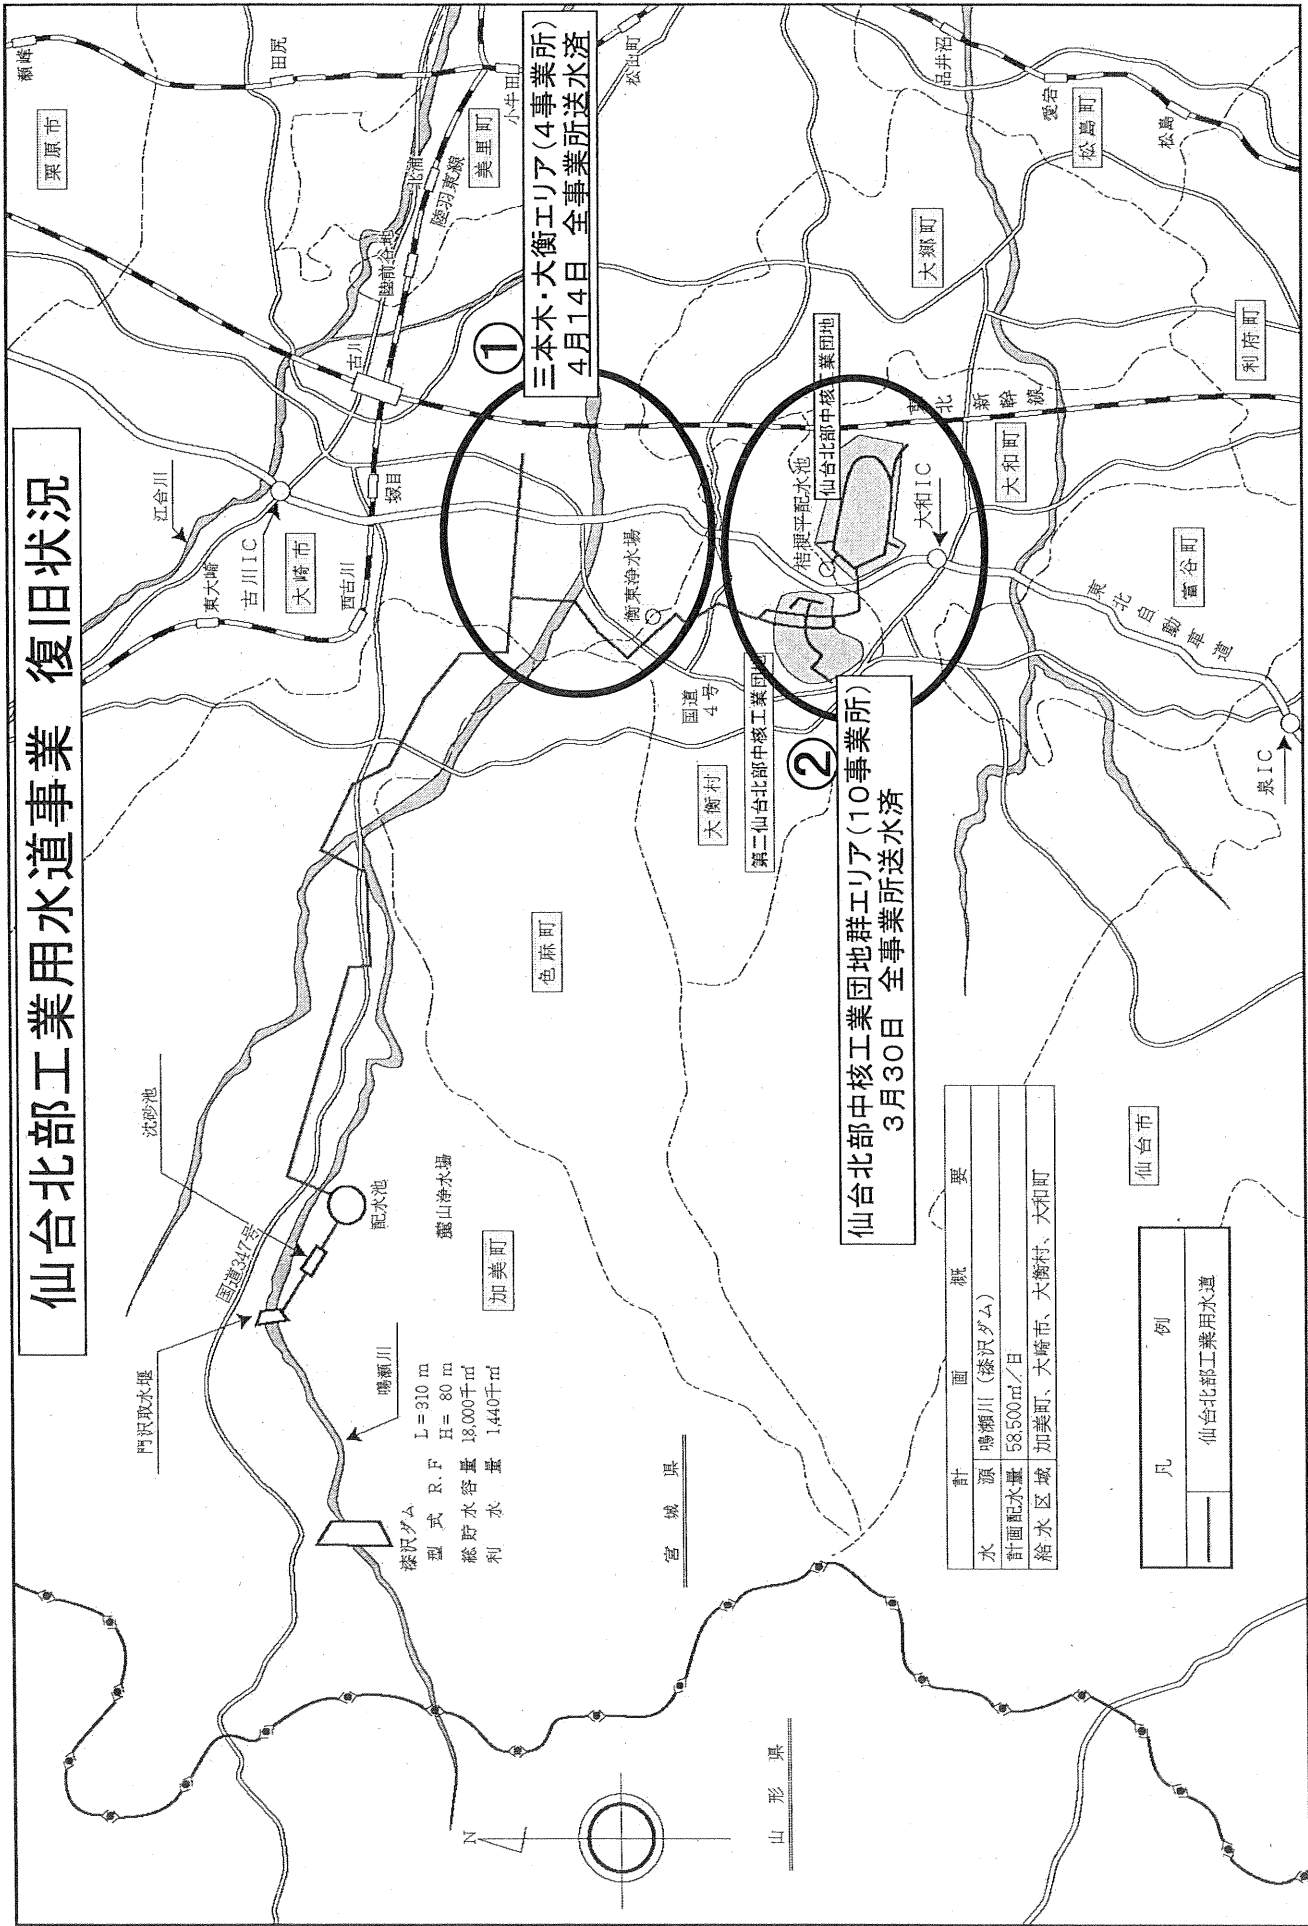 仙台北部工業用水道事業 復旧状況
①
三本木・大衡エリア(4事業所)
4月14日 全事業所送水済
②
仙台北部中核工業団地群エリア(10事業所)
3月30日 全事業所送水済
門沢取水堰
沈砂池
国道347号
配水池
麓山浄水場
加美町
鳴瀬川
漆沢ダム
型式 R.F L=310 m
H= 80 m
総貯水容量 18,000千㎥
利水量 1,440千㎥
江合川
東大崎
古川IC
大崎市
西古川
塚目
古川
陸前谷地
北浦
陸羽東線
美里町
小牛田
田尻
瀬峰
栗原市
松山町
色麻町
衡東浄水場
国道
4号
大衡村
第二仙台北部中核工業団地
桔梗平配水池
仙台北部中核工業団地
大和IC
東北新幹線
大和町
大郷町
品井沼
愛宕
松島町
松島
利府町
富谷町
東北自動車道
泉IC
仙台市
宮城県
山形県
N
計画概要
水源 鳴瀬川(漆沢ダム)
計画配水量 58,500㎥/日
給水区域 加美町、大崎市、大衡村、大和町
凡例
仙台北部工業用水道